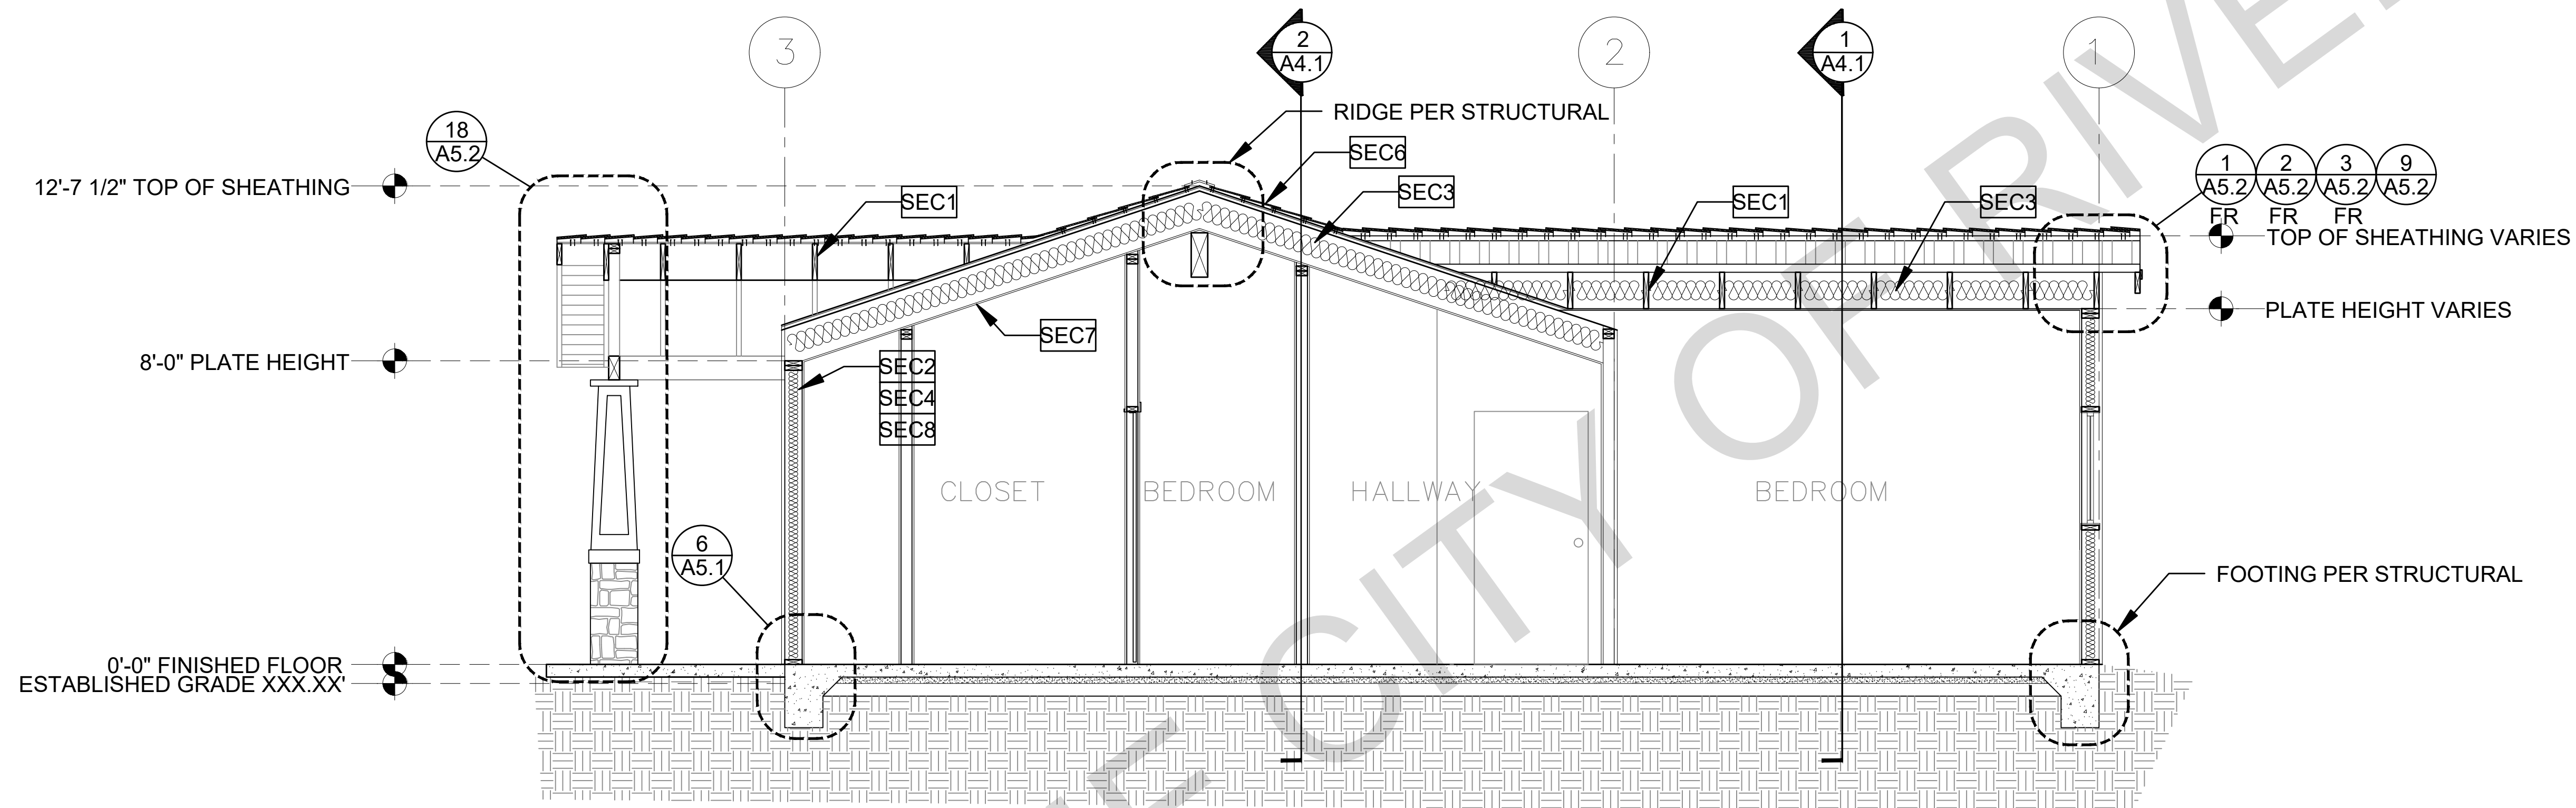 3
2
A4.1
2
1
A4.1
1
RIDGE PER STRUCTURAL
18
A5.2
SEC6
1
A5.2
FR
2
A5.2
FR
3
A5.2
FR
9
A5.2
12'-7 1/2" TOP OF SHEATHING
SEC1
SEC3
SEC1
SEC3
TOP OF SHEATHING VARIES
PLATE HEIGHT VARIES
SEC7
8'-0" PLATE HEIGHT
SEC2
SEC4
SEC8
CLOSET
BEDROOM
HALLWAY
BEDROOM
6
A5.1
FOOTING PER STRUCTURAL
0'-0" FINISHED FLOOR
ESTABLISHED GRADE XXX.XX'
CITY OF RIVE